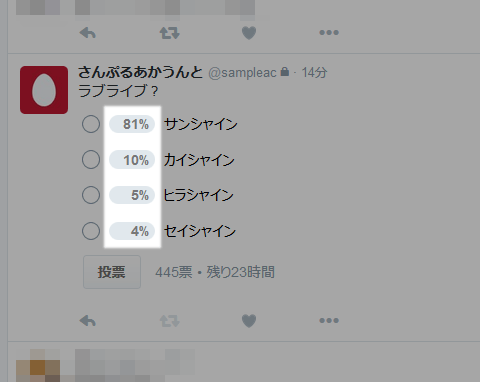 さんぷるあかうんと @sampleac · 14分
ラブライブ？
81% サンシャイン
10% カイシャイン
5% ヒラシャイン
4% セイシャイン
投票 445票・残り23時間